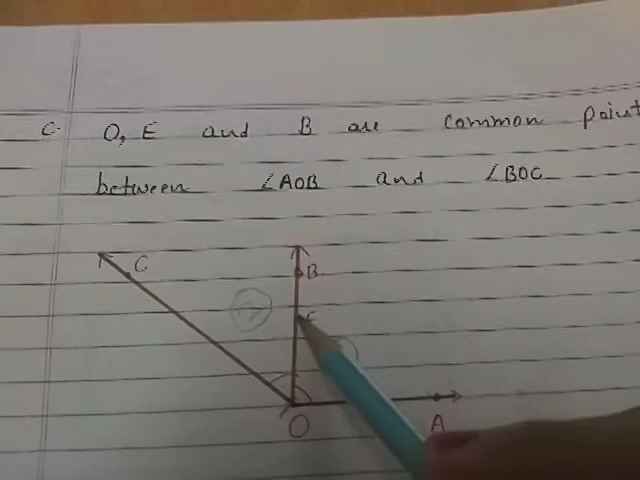 c. O, E and B are common point
between ∠AOB and ∠BOC
C
B
E
O
A